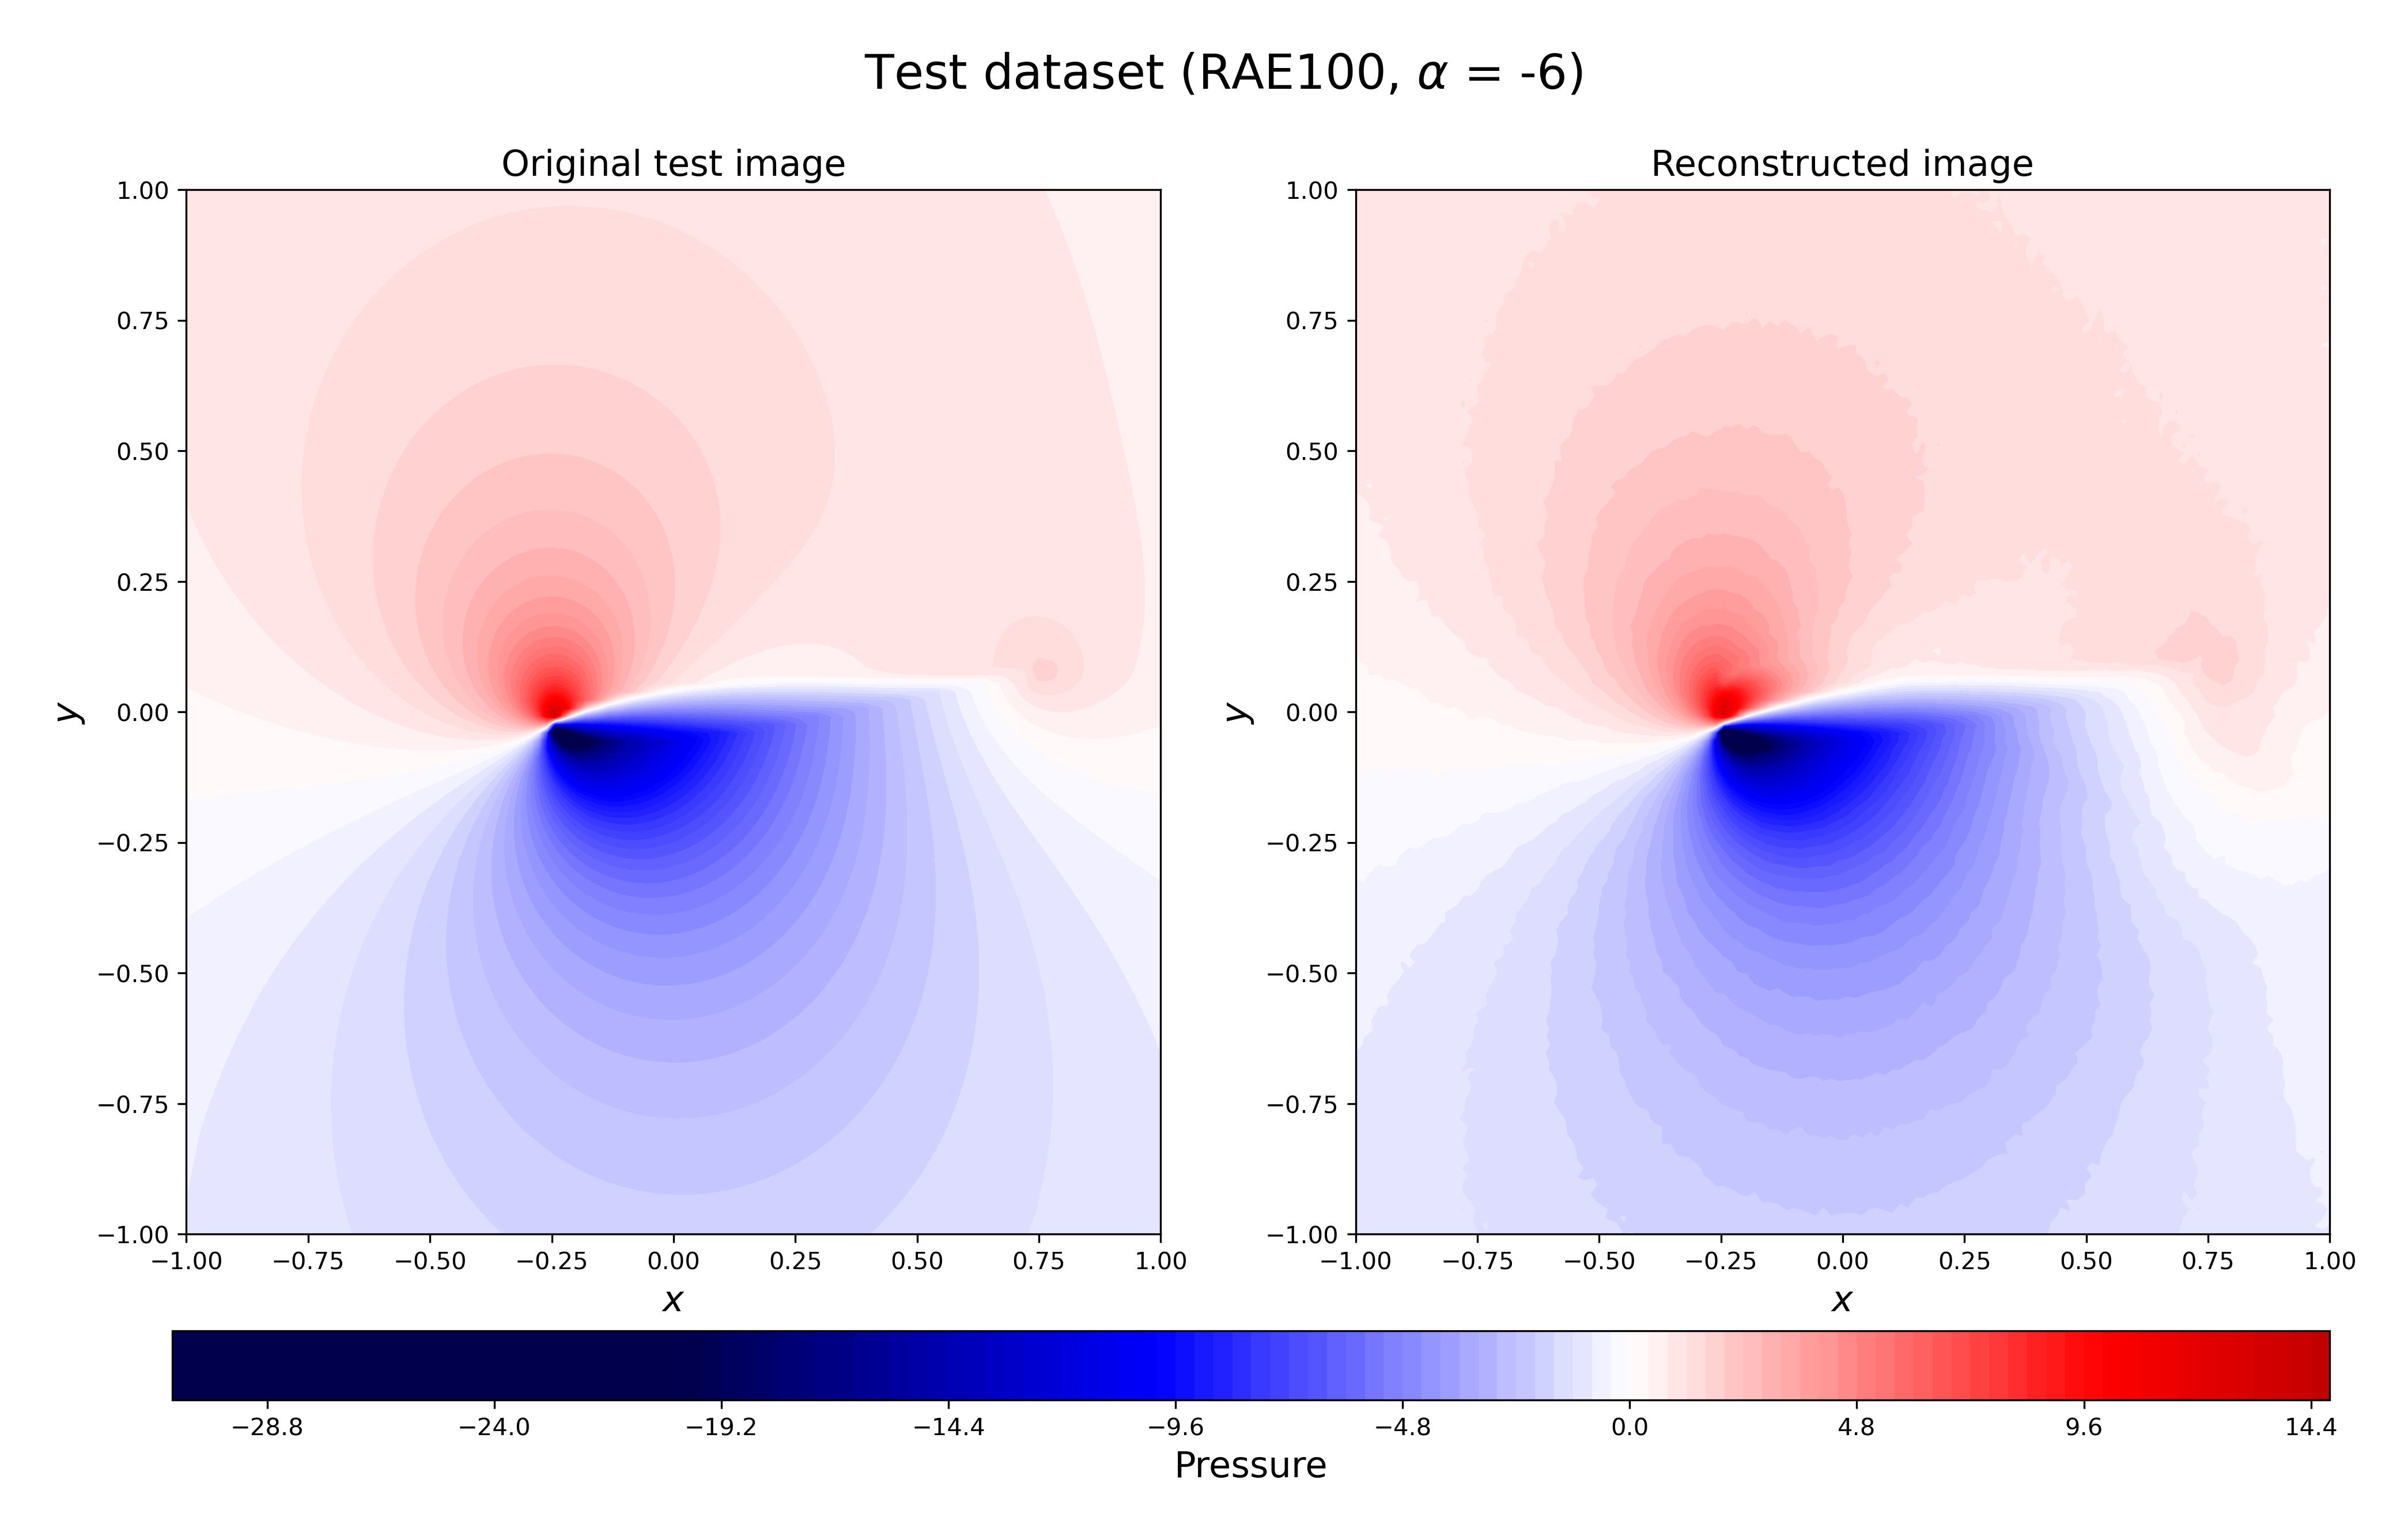 Test dataset (RAE100, α = -6)
Original test image
Reconstructed image
1.00
0.75
0.50
0.25
0.00
−0.25
−0.50
−0.75
−1.00
y
−1.00 −0.75 −0.50 −0.25 0.00 0.25 0.50 0.75 1.00
x
1.00
0.75
0.50
0.25
0.00
−0.25
−0.50
−0.75
−1.00
y
−1.00 −0.75 −0.50 −0.25 0.00 0.25 0.50 0.75 1.00
x
−28.8 −24.0 −19.2 −14.4 −9.6 −4.8 0.0 4.8 9.6 14.4
Pressure